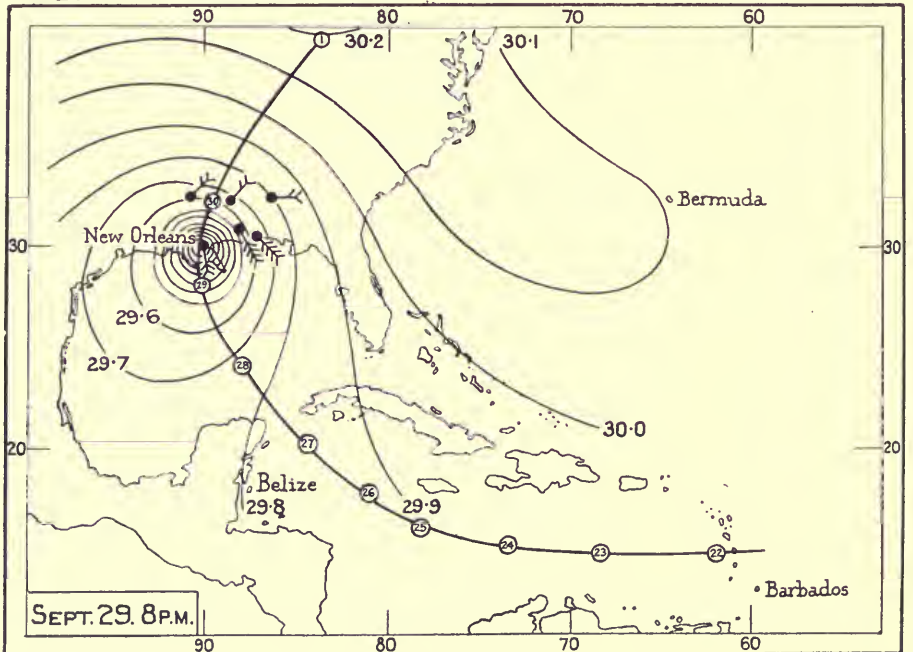 90 80 70 60
1 30·2 30·1
30
Bermuda
New Orleans
30 30
29
29·6
28
29·7
30·0
27
20 20
Belize
26
29·8 29·9
25
24 23 22
Barbados
SEPT. 29. 8 P.M.
90 80 70 60